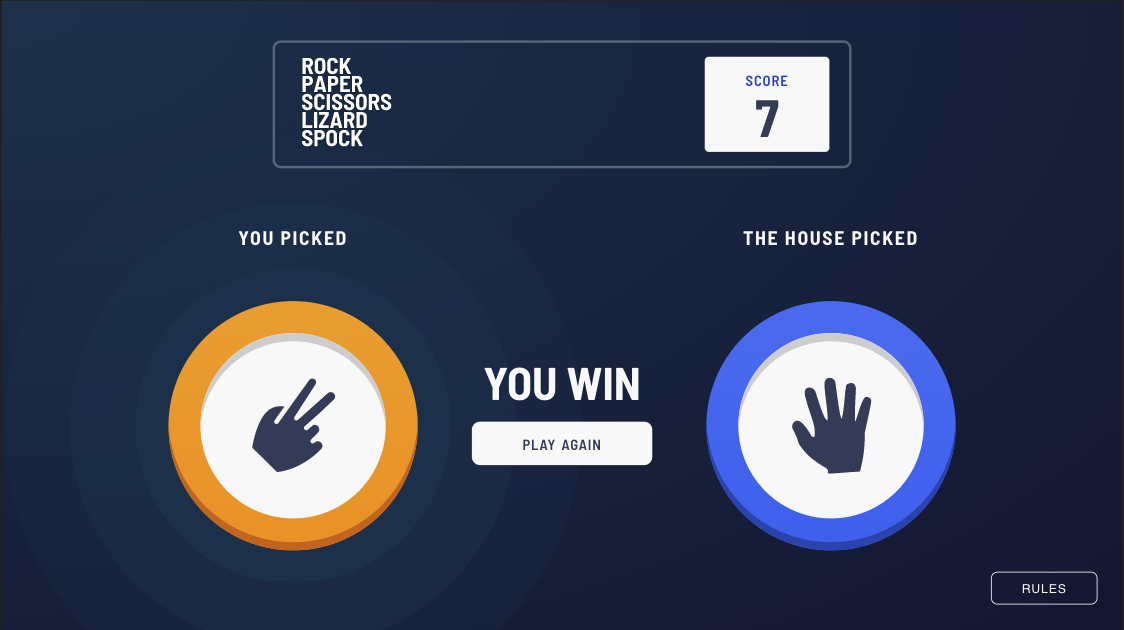 ROCK
PAPER
SCISSORS
LIZARD
SPOCK
SCORE
7
YOU PICKED
THE HOUSE PICKED
YOU WIN
PLAY AGAIN
RULES